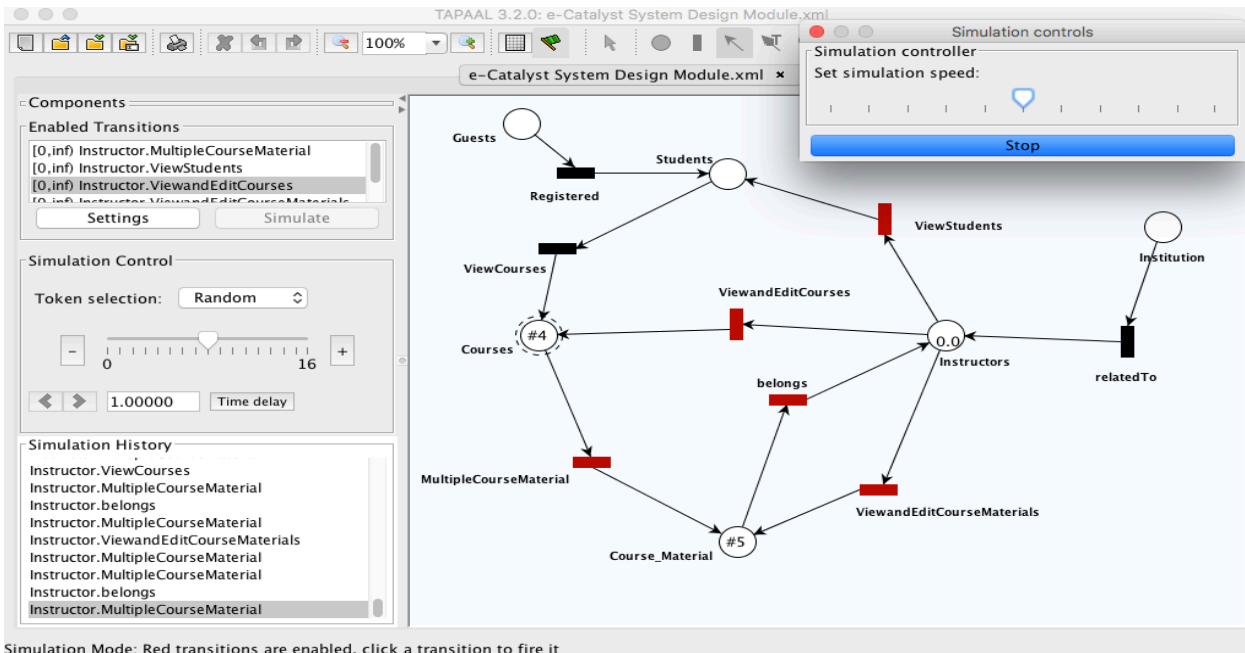 TAPAAL 3.2.0: e-Catalyst System Design Module.xml
100%
e-Catalyst System Design Module.xml
Simulation controls
Simulation controller
Set simulation speed:
Stop
Components
Enabled Transitions
[0,inf) Instructor.MultipleCourseMaterial
[0,inf) Instructor.ViewStudents
[0,inf) Instructor.ViewandEditCourses
[0,inf) Instructor.ViewandEditCourseMaterials
Settings
Simulate
Simulation Control
Token selection:
Random
-
+
0
16
1.00000
Time delay
Simulation History
Instructor.ViewCourses
Instructor.MultipleCourseMaterial
Instructor.belongs
Instructor.MultipleCourseMaterial
Instructor.ViewandEditCourseMaterials
Instructor.MultipleCourseMaterial
Instructor.MultipleCourseMaterial
Instructor.belongs
Instructor.MultipleCourseMaterial
Guests
Students
Registered
ViewStudents
Institution
ViewCourses
ViewandEditCourses
#4
Courses
0.0
Instructors
relatedTo
belongs
MultipleCourseMaterial
ViewandEditCourseMaterials
#5
Course_Material
Simulation Mode: Red transitions are enabled, click a transition to fire it